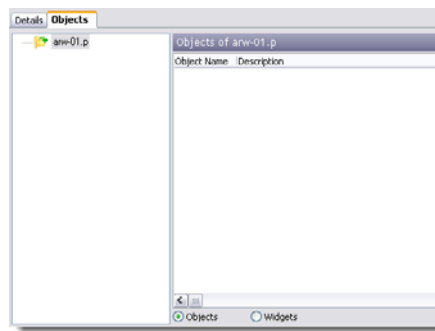 Details Objects
arw-01.p
Objects of arw-01.p
Object Name Description
Objects Widgets